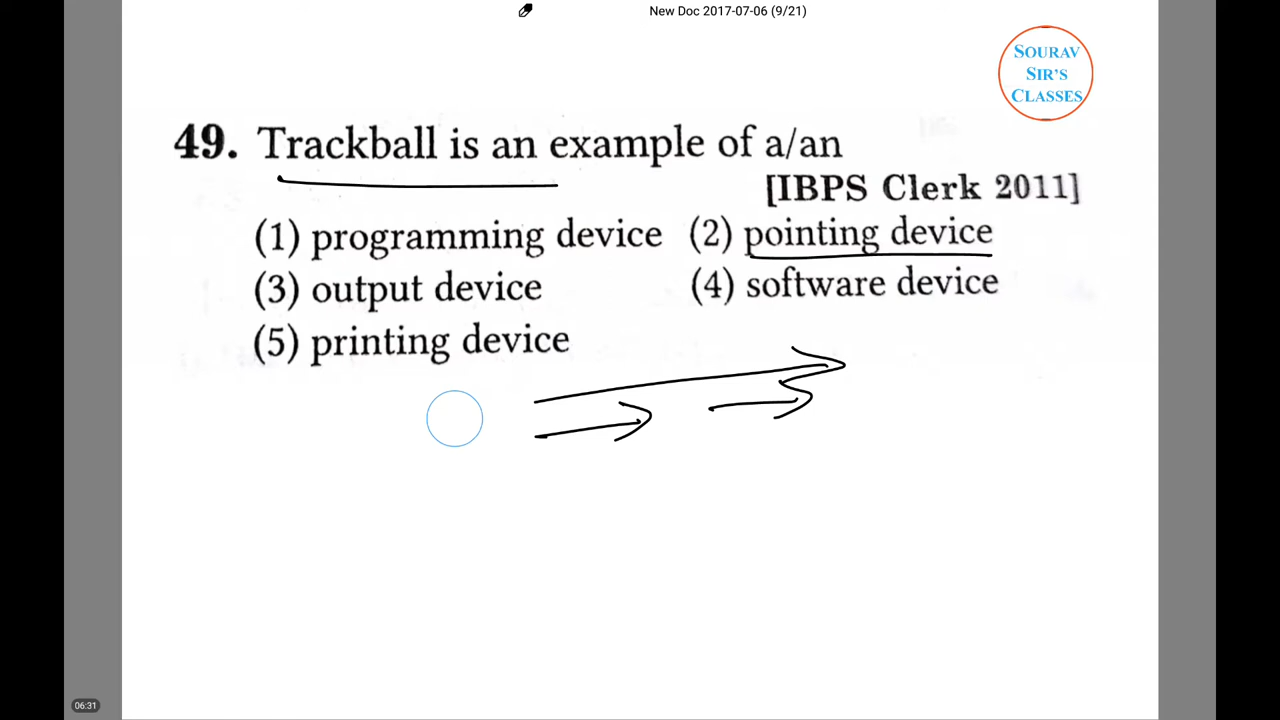 New Doc 2017-07-06 (9/21)
SOURAV
SIR'S
CLASSES
49. Trackball is an example of a/an
[IBPS Clerk 2011]
(1) programming device (2) pointing device
(3) output device (4) software device
(5) printing device
06:31